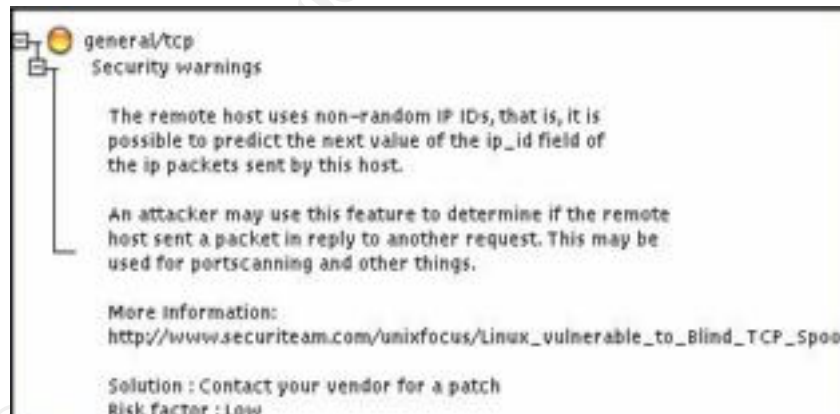 general/tcp
Security warnings
The remote host uses non-random IP IDs, that is, it is
possible to predict the next value of the ip_id field of
the ip packets sent by this host.
An attacker may use this feature to determine if the remote
host sent a packet in reply to another request. This may be
used for portscanning and other things.
More Information:
http://www.securiteam.com/unixfocus/Linux_vulnerable_to_Blind_TCP_Spoo
Solution : Contact your vendor for a patch
Risk factor : Low